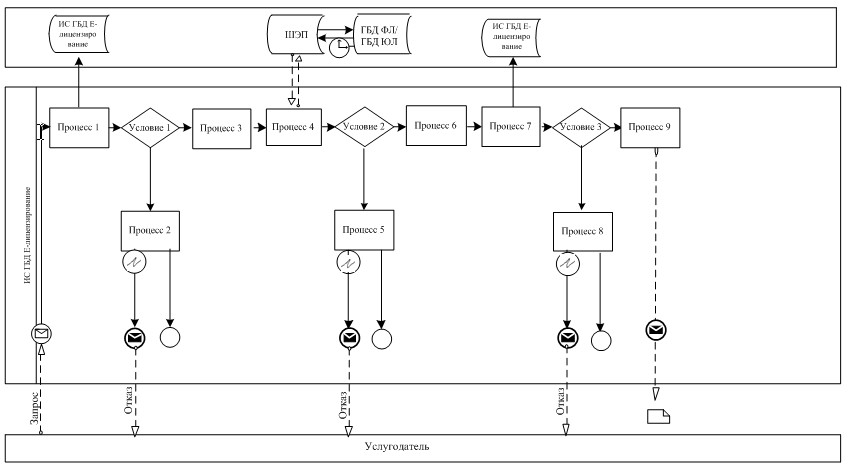 ИС ГБД Е-
лицензиро
вание
ШЭП
ГБД ФЛ/
ГБД ЮЛ
ИС ГБД Е-
лицензиро
вание
ИС ГБД Е-лицензирование
Процесс 1
Условие 1
Процесс 3
Процесс 4
Условие 2
Процесс 6
Процесс 7
Условие 3
Процесс 9
Процесс 2
Процесс 5
Процесс 8
Запрос
Отказ
Отказ
Отказ
Услугодатель